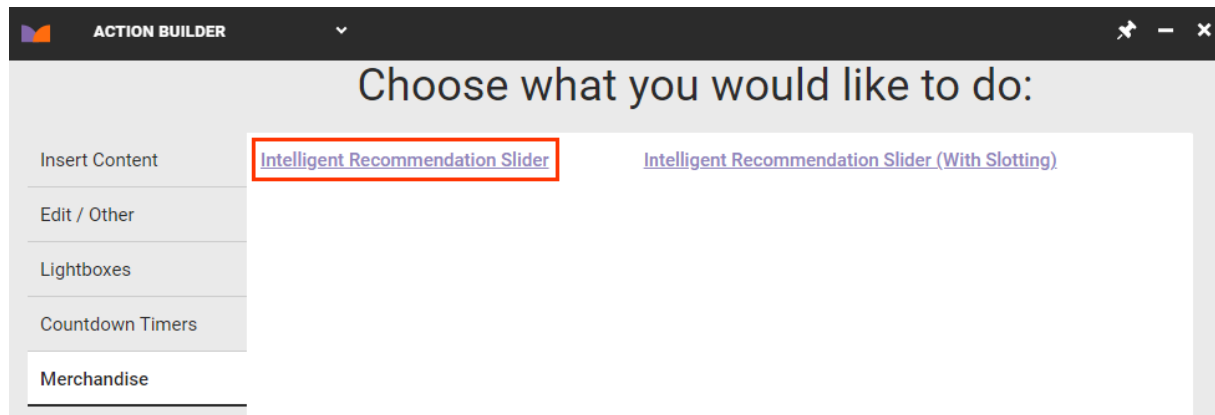 ACTION BUILDER
Choose what you would like to do:
Insert Content
Intelligent Recommendation Slider
Intelligent Recommendation Slider (With Slotting)
Edit / Other
Lightboxes
Countdown Timers
Merchandise